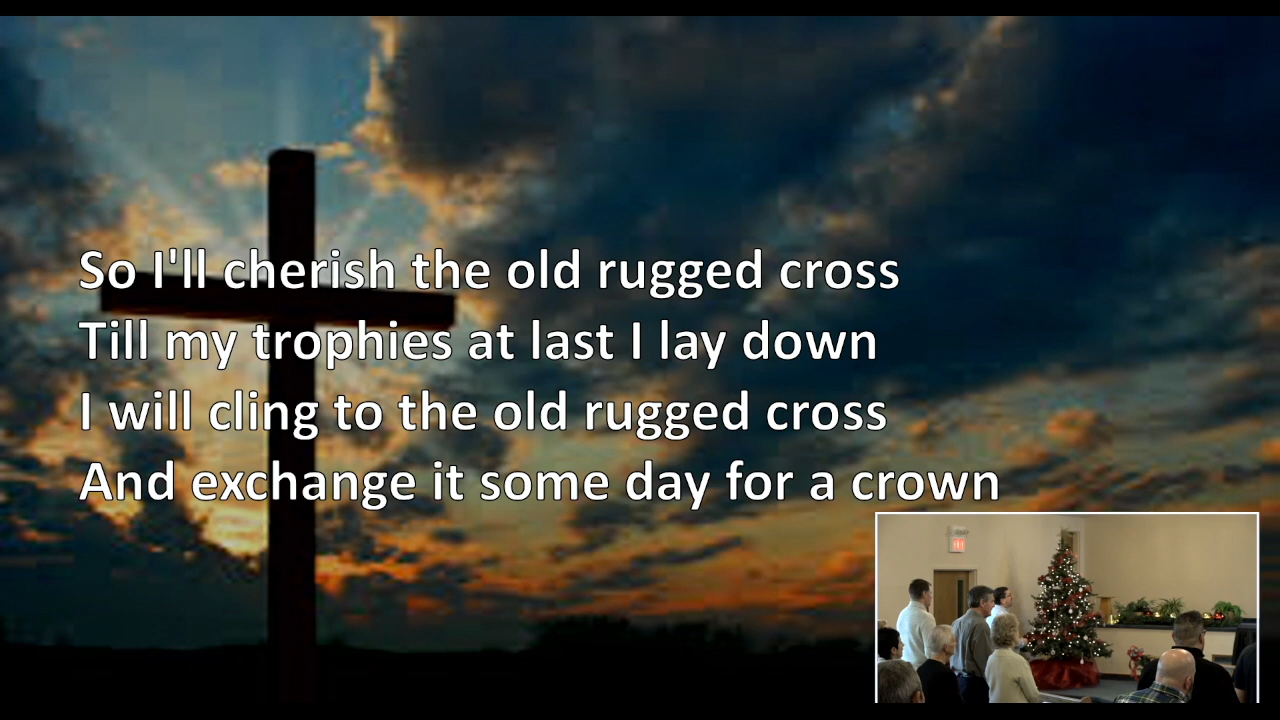 So I'll cherish the old rugged cross
Till my trophies at last I lay down
I will cling to the old rugged cross
And exchange it some day for a crown